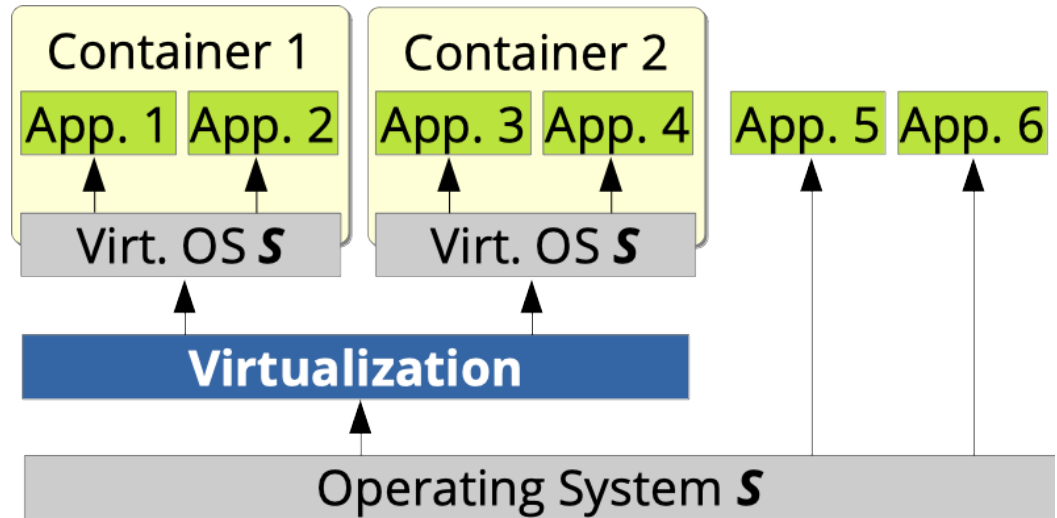 Container 1
Container 2
App. 1
App. 2
App. 3
App. 4
App. 5
App. 6
Virt. OS S
Virt. OS S
Virtualization
Operating System S